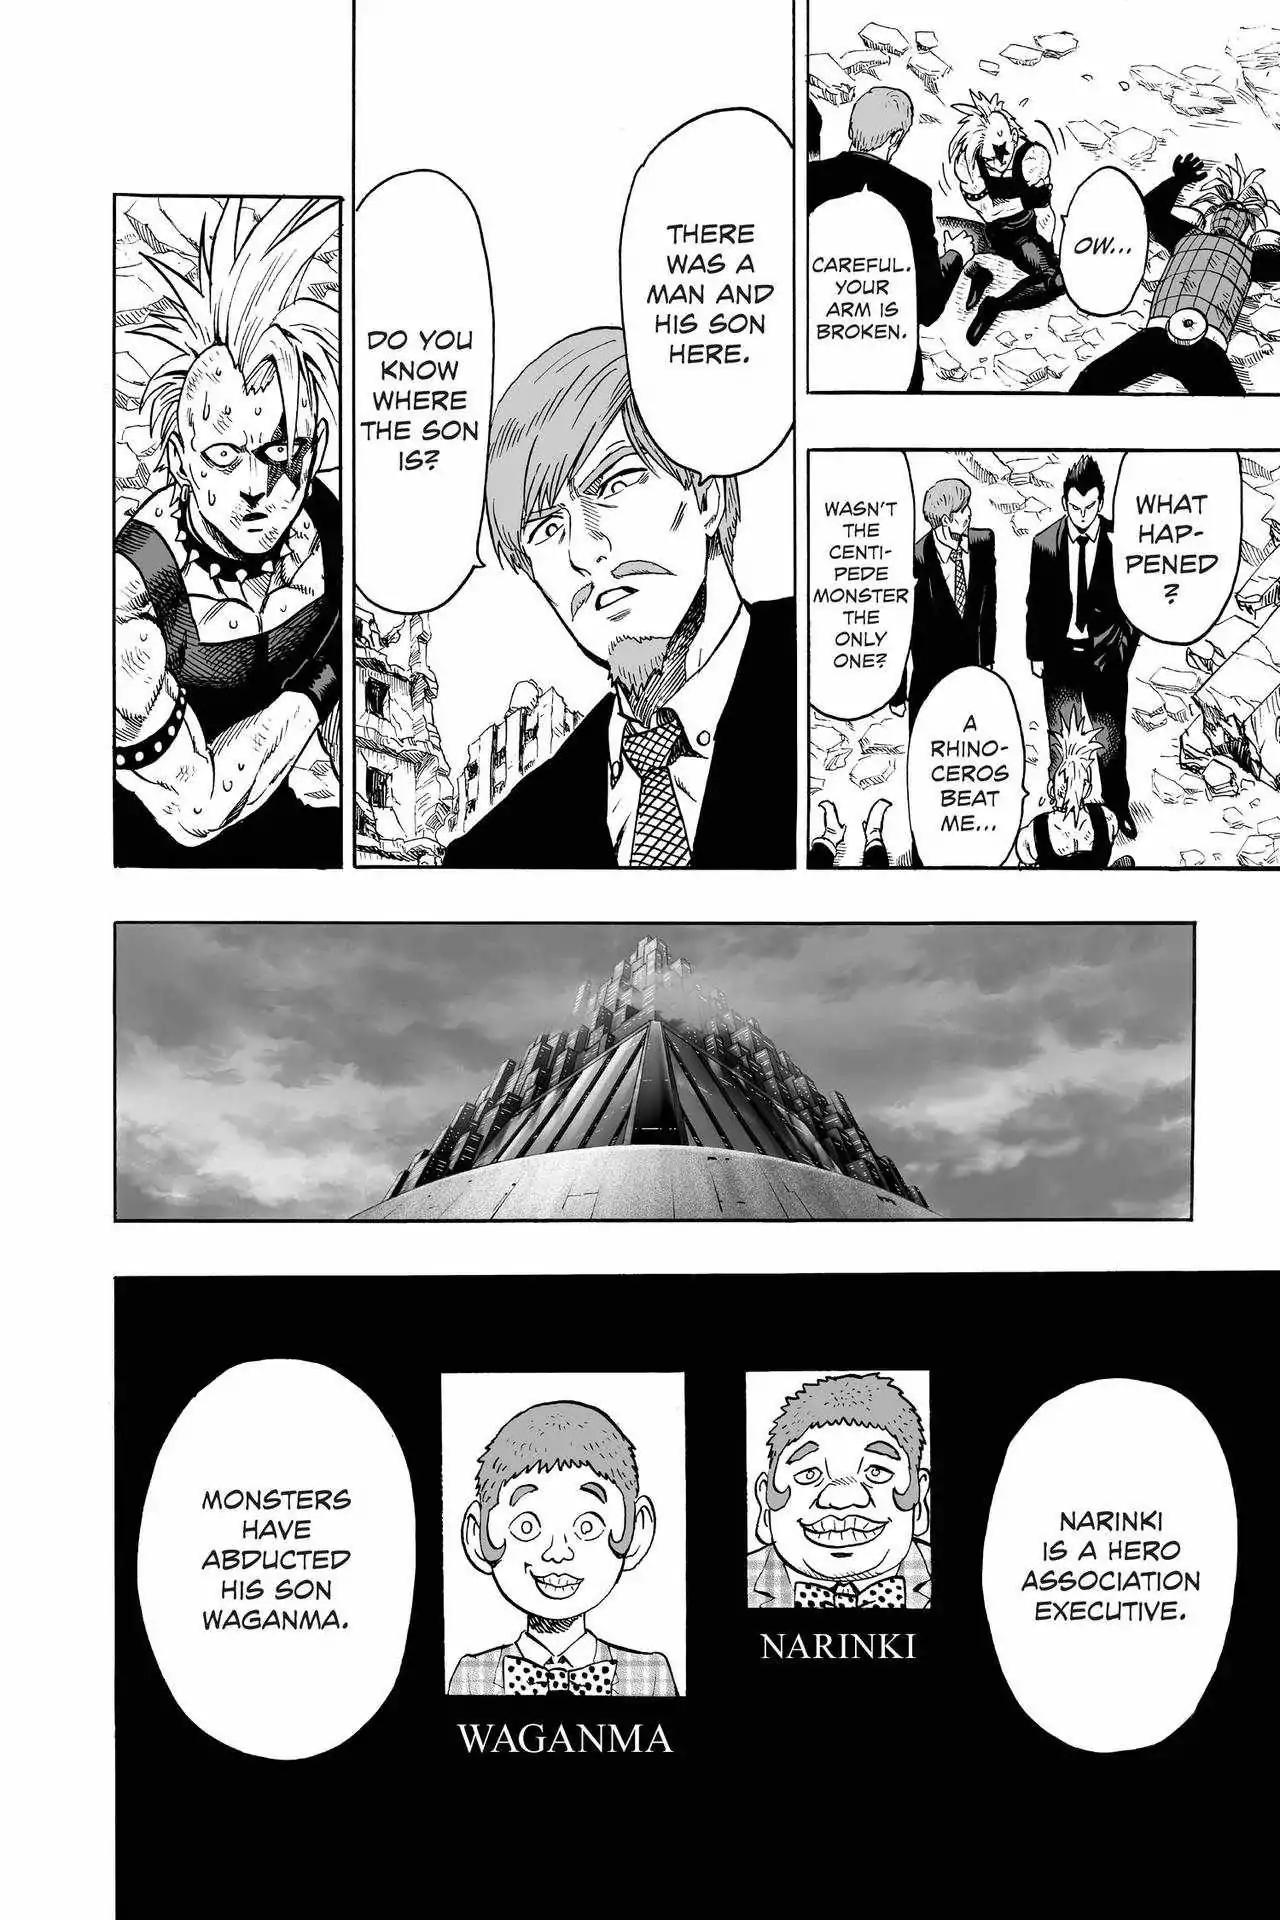 OW...
CAREFUL.
YOUR
ARM IS
BROKEN.
WHAT
HAP-
PENED
?
A
RHINO-
CEROS
BEAT
ME...
WASN'T
THE
CENTI-
PEDE
MONSTER
THE
ONLY
ONE?
THERE
WAS A
MAN AND
HIS SON
HERE.
DO YOU
KNOW
WHERE
THE SON
IS?
NARINKI
IS A HERO
ASSOCIATION
EXECUTIVE.
NARINKI
WAGANMA
MONSTERS
HAVE
ABDUCTED
HIS SON
WAGANMA.